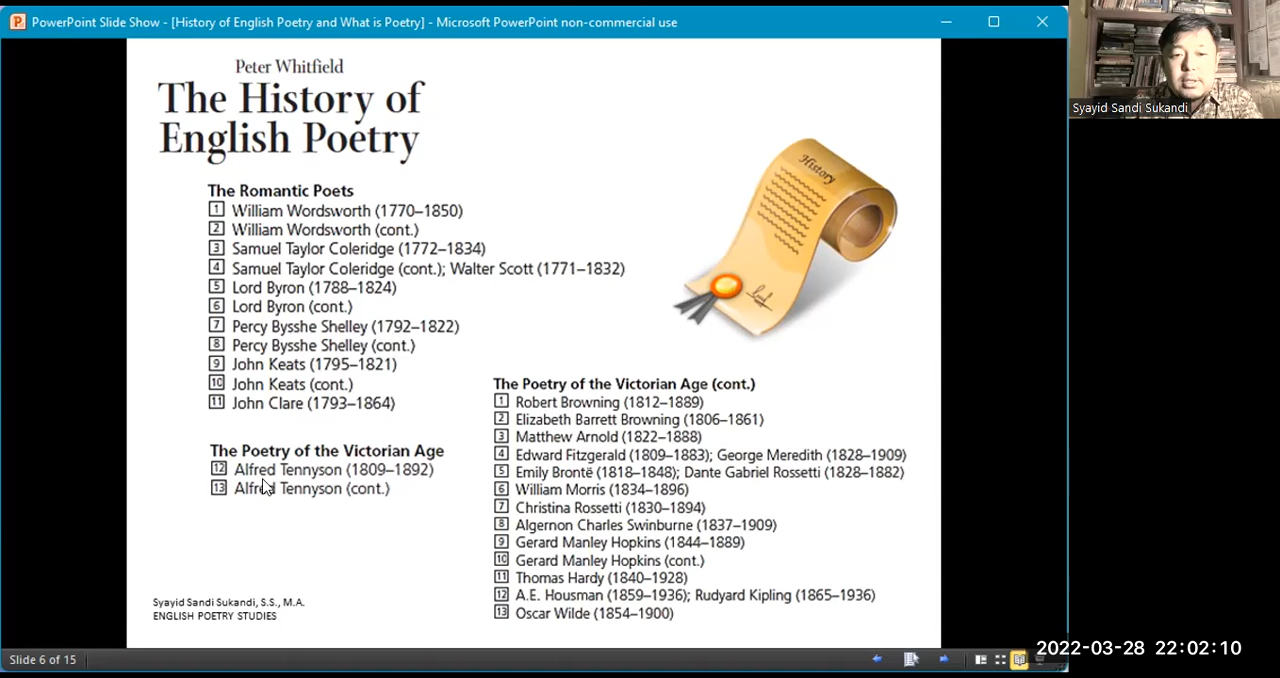 PowerPoint Slide Show - [History of English Poetry and What is Poetry] - Microsoft PowerPoint non-commercial use
Syayid Sandi Sukandi
Peter Whitfield
The History of
English Poetry
History
The Romantic Poets
1 William Wordsworth (1770–1850)
2 William Wordsworth (cont.)
3 Samuel Taylor Coleridge (1772–1834)
4 Samuel Taylor Coleridge (cont.); Walter Scott (1771–1832)
5 Lord Byron (1788–1824)
6 Lord Byron (cont.)
7 Percy Bysshe Shelley (1792–1822)
8 Percy Bysshe Shelley (cont.)
9 John Keats (1795–1821)
10 John Keats (cont.)
11 John Clare (1793–1864)
The Poetry of the Victorian Age
12 Alfred Tennyson (1809–1892)
13 Alfred Tennyson (cont.)
The Poetry of the Victorian Age (cont.)
1 Robert Browning (1812–1889)
2 Elizabeth Barrett Browning (1806–1861)
3 Matthew Arnold (1822–1888)
4 Edward Fitzgerald (1809–1883); George Meredith (1828–1909)
5 Emily Brontë (1818–1848); Dante Gabriel Rossetti (1828–1882)
6 William Morris (1834–1896)
7 Christina Rossetti (1830–1894)
8 Algernon Charles Swinburne (1837–1909)
9 Gerard Manley Hopkins (1844–1889)
10 Gerard Manley Hopkins (cont.)
11 Thomas Hardy (1840–1928)
12 A.E. Housman (1859–1936); Rudyard Kipling (1865–1936)
13 Oscar Wilde (1854–1900)
Syayid Sandi Sukandi, S.S., M.A.
ENGLISH POETRY STUDIES
Slide 6 of 15
2022-03-28 22:02:10